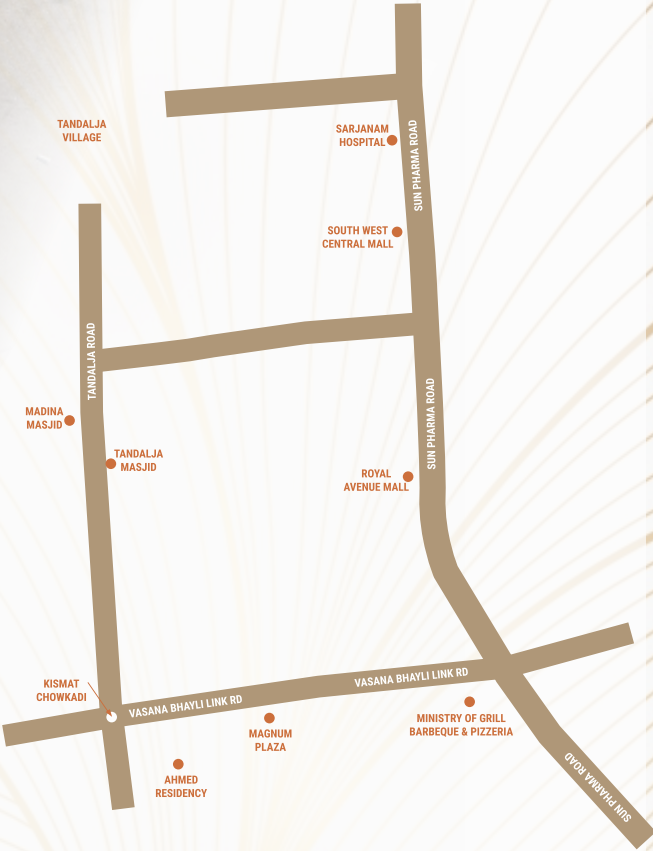 TANDALJA
VILLAGE
SARJANAM
HOSPITAL
SUN PHARMA ROAD
SOUTH WEST
CENTRAL MALL
TANDALJA ROAD
SUN PHARMA ROAD
MADINA
MASJID
TANDALJA
MASJID
ROYAL
AVENUE MALL
KISMAT
CHOWKADI
VASANA BHAYLI LINK RD
VASANA BHAYLI LINK RD
MAGNUM
PLAZA
MINISTRY OF GRILL
BARBEQUE & PIZZERIA
AHMED
RESIDENCY
SUN PHARMA ROAD